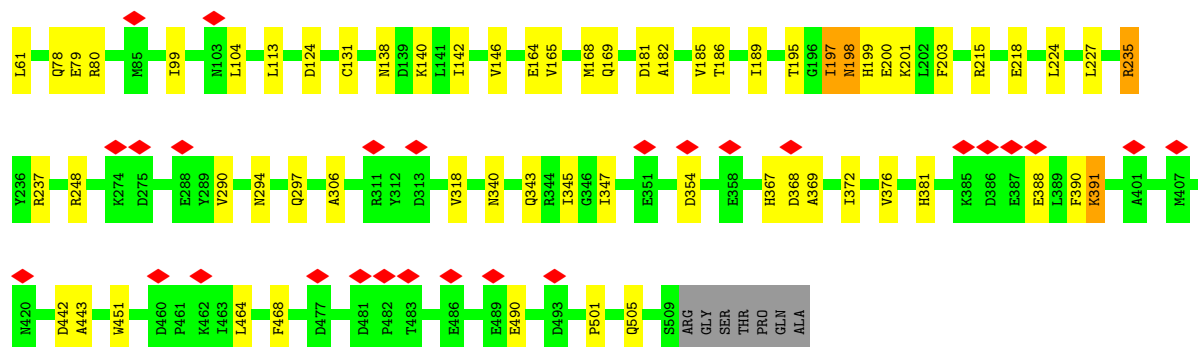 L61 Q78 E79 R80 M85 I99 N103 L104 L113 D124 C131 N138 D139 K140 L141 I142 V146 E164 V165 M168 Q169 D181 A182 V185 T186 I189 T195 G196 I197 N198 H199 E200 K201 L202 F203 R215 E218 L224 L227 R235
Y236 R237 R248 K274 D275 E288 Y289 V290 N294 Q297 A306 R311 Y312 D313 V318 N340 Q343 R344 I345 G346 I347 E351 D354 E358 H367 D368 A369 I372 V376 H381 K385 D386 E387 E388 L389 F390 K391 A401 M407
N420 D442 A443 W451 D460 P461 K462 I463 L464 F468 D477 D481 P482 T483 E486 E489 E490 D493 P501 Q505 S509 ARG GLY SER THR PRO GLN ALA